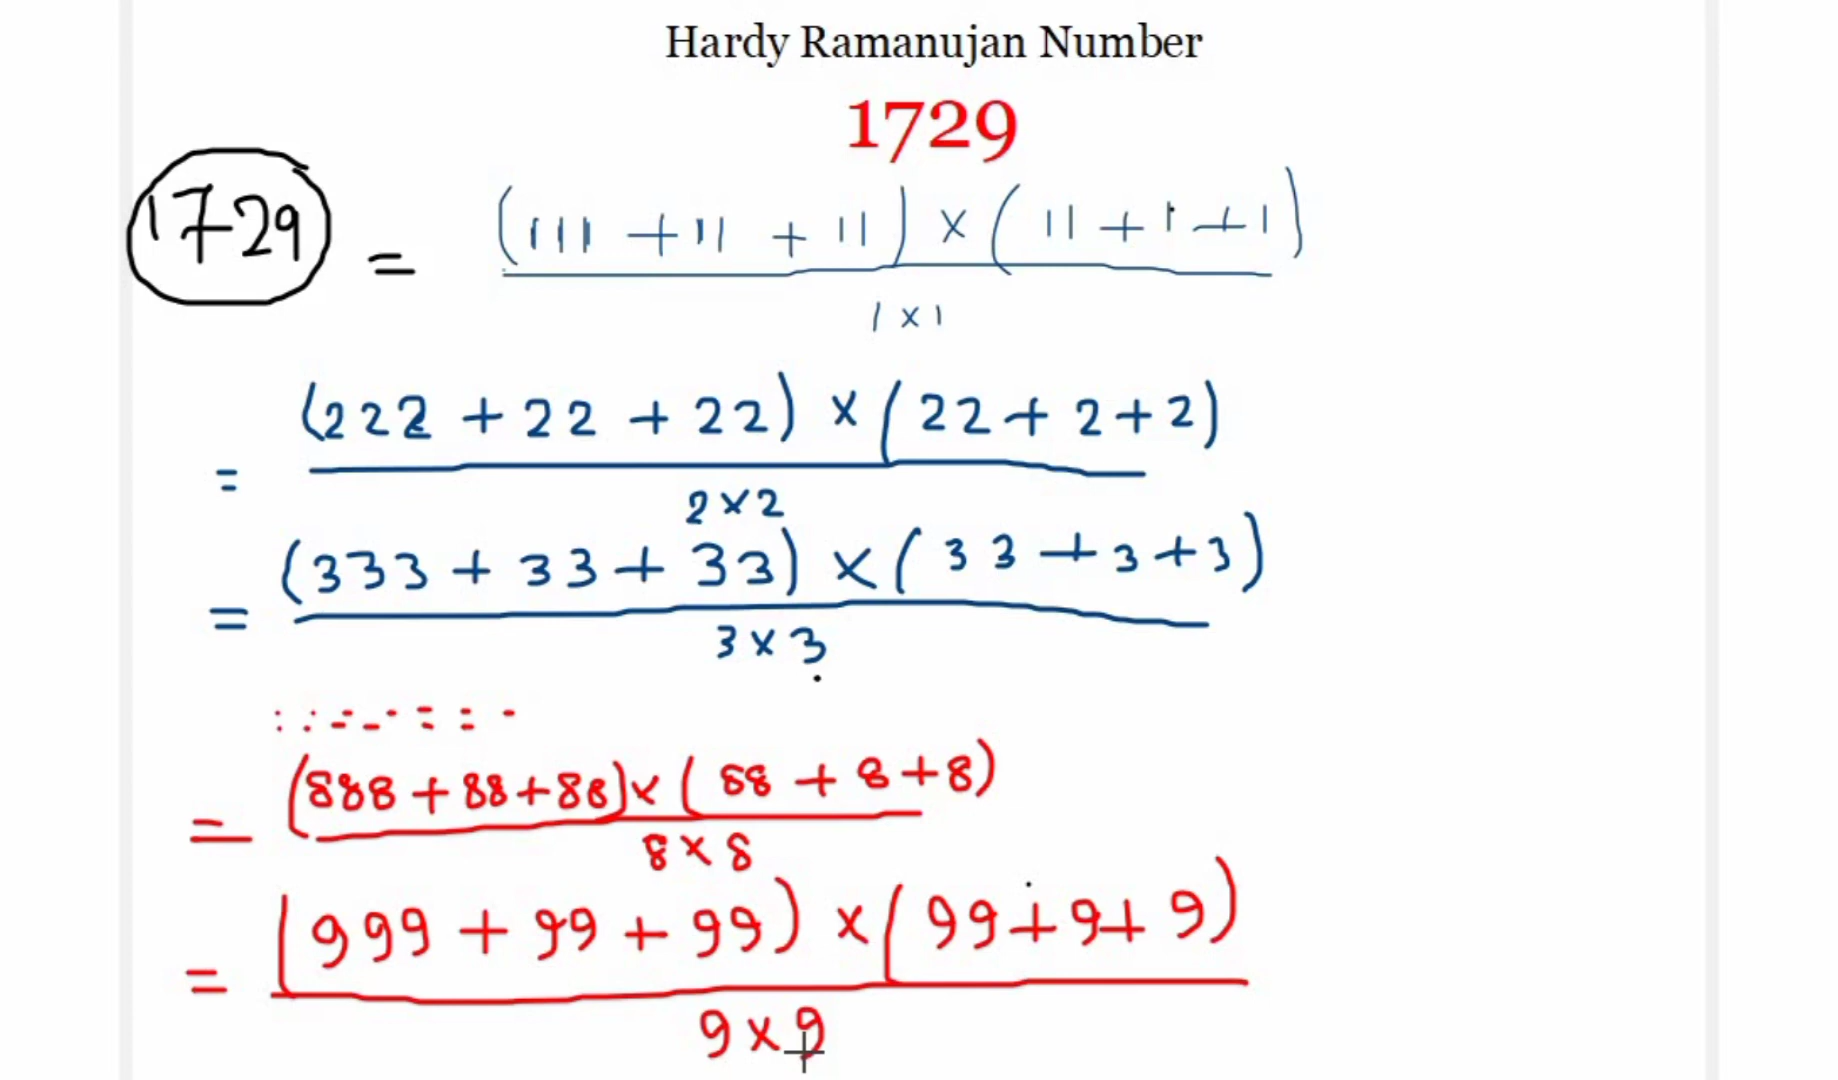 Hardy Ramanujan Number
1729
1729 = (111 + 11 + 11) × (11 + 1 + 1)
1 × 1
= (222 + 22 + 22) × (22 + 2 + 2)
2 × 2
= (333 + 33 + 33) × (33 + 3 + 3)
3 × 3
= (888 + 88 + 88) × (88 + 8 + 8)
8 × 8
= (999 + 99 + 99) × (99 + 9 + 9)
9 × 9